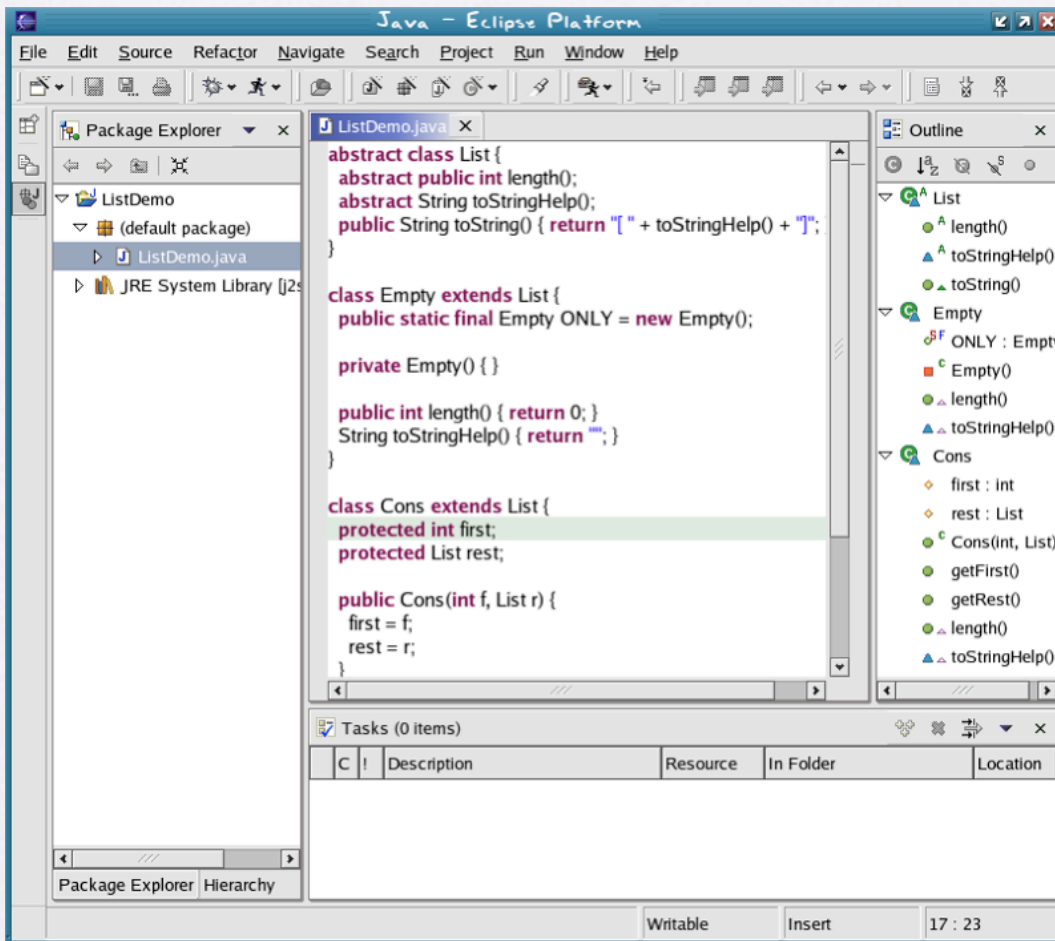 Java - Eclipse Platform
File Edit Source Refactor Navigate Search Project Run Window Help
Package Explorer
ListDemo
(default package)
ListDemo.java
JRE System Library [j2s
Package Explorer Hierarchy
ListDemo.java
abstract class List {
abstract public int length();
abstract String toStringHelp();
public String toString() { return "[ " + toStringHelp() + "]";
}
class Empty extends List {
public static final Empty ONLY = new Empty();
private Empty() { }
public int length() { return 0; }
String toStringHelp() { return ""; }
}
class Cons extends List {
protected int first;
protected List rest;
public Cons(int f, List r) {
first = f;
rest = r;
}
Outline
List
length()
toStringHelp()
toString()
Empty
ONLY : Empty
Empty()
length()
toStringHelp()
Cons
first : int
rest : List
Cons(int, List)
getFirst()
getRest()
length()
toStringHelp()
Tasks (0 items)
C ! Description Resource In Folder Location
Writable Insert 17 : 23